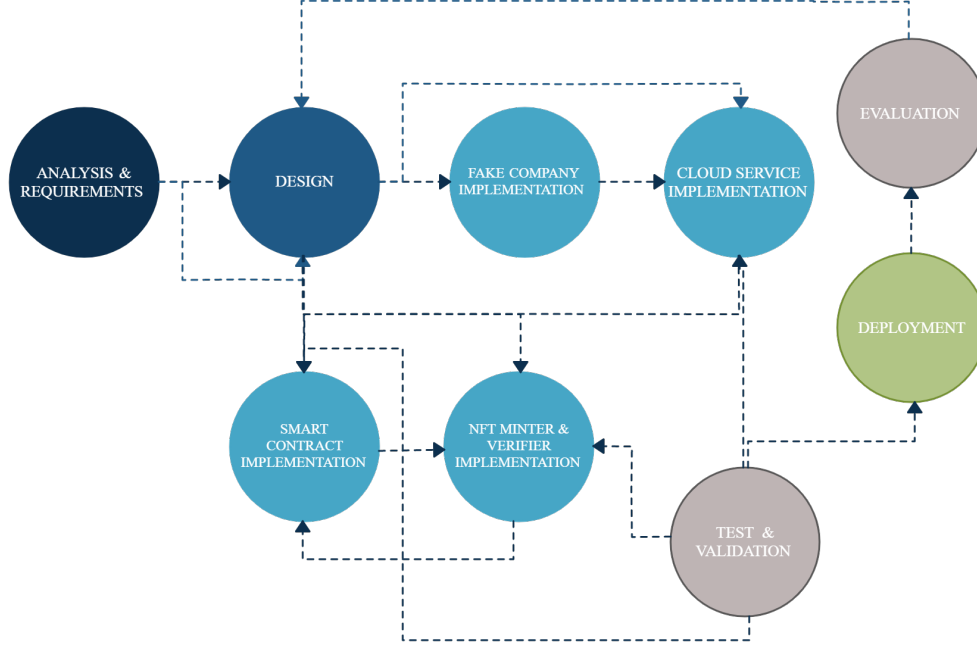 EVALUATION
ANALYSIS &
REQUIREMENTS
DESIGN
FAKE COMPANY
IMPLEMENTATION
CLOUD SERVICE
IMPLEMENTATION
DEPLOYMENT
SMART
CONTRACT
IMPLEMENTATION
NFT MINTER &
VERIFIER
IMPLEMENTATION
TEST &
VALIDATION